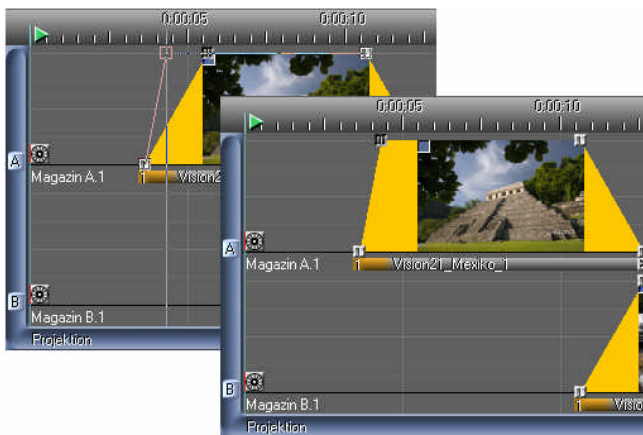 0:00:05 0:00:10
A
Magazin A.1
1 Vision2
B
Magazin B.1
Projektion
0:00:05 0:00:10
A
Magazin A.1
1 Vision21_Mexiko_1
B
Magazin B.1
1 Visio
Projektion